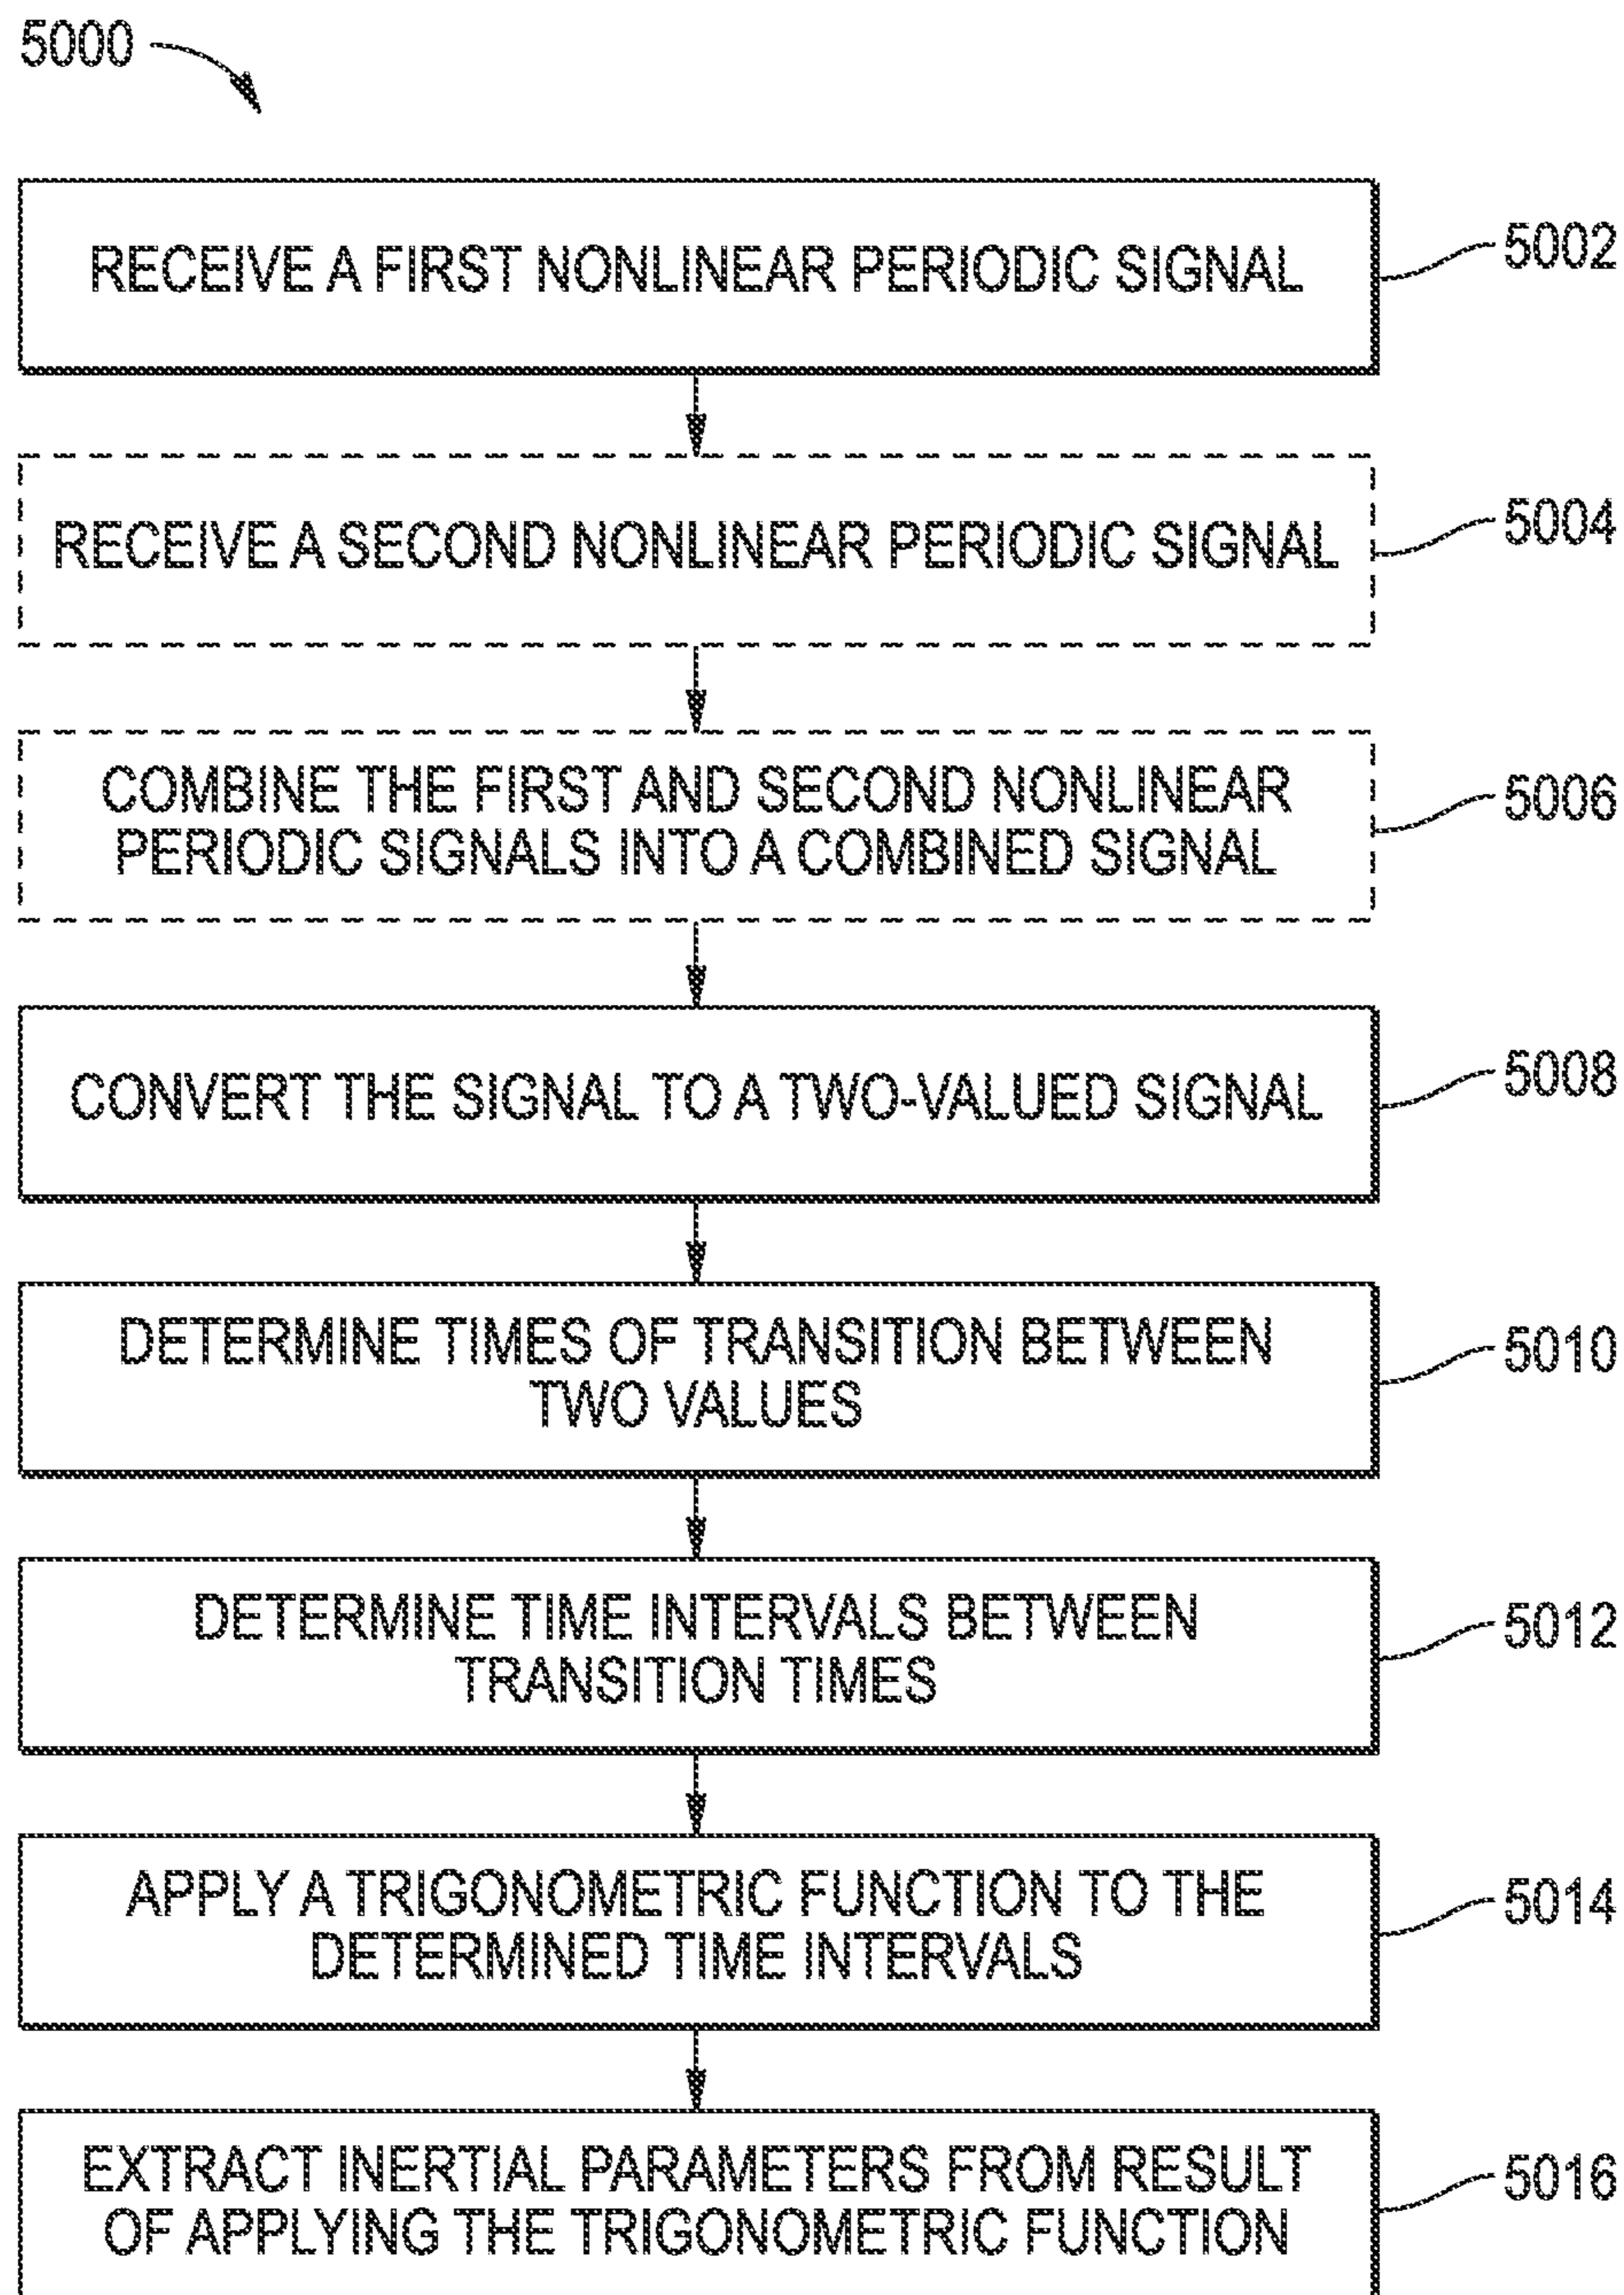 5000
RECEIVE A FIRST NONLINEAR PERIODIC SIGNAL
5002
RECEIVE A SECOND NONLINEAR PERIODIC SIGNAL
5004
COMBINE THE FIRST AND SECOND NONLINEAR
PERIODIC SIGNALS INTO A COMBINED SIGNAL
5006
CONVERT THE SIGNAL TO A TWO-VALUED SIGNAL
5008
DETERMINE TIMES OF TRANSITION BETWEEN
TWO VALUES
5010
DETERMINE TIME INTERVALS BETWEEN
TRANSITION TIMES
5012
APPLY A TRIGONOMETRIC FUNCTION TO THE
DETERMINED TIME INTERVALS
5014
EXTRACT INERTIAL PARAMETERS FROM RESULT
OF APPLYING THE TRIGONOMETRIC FUNCTION
5016